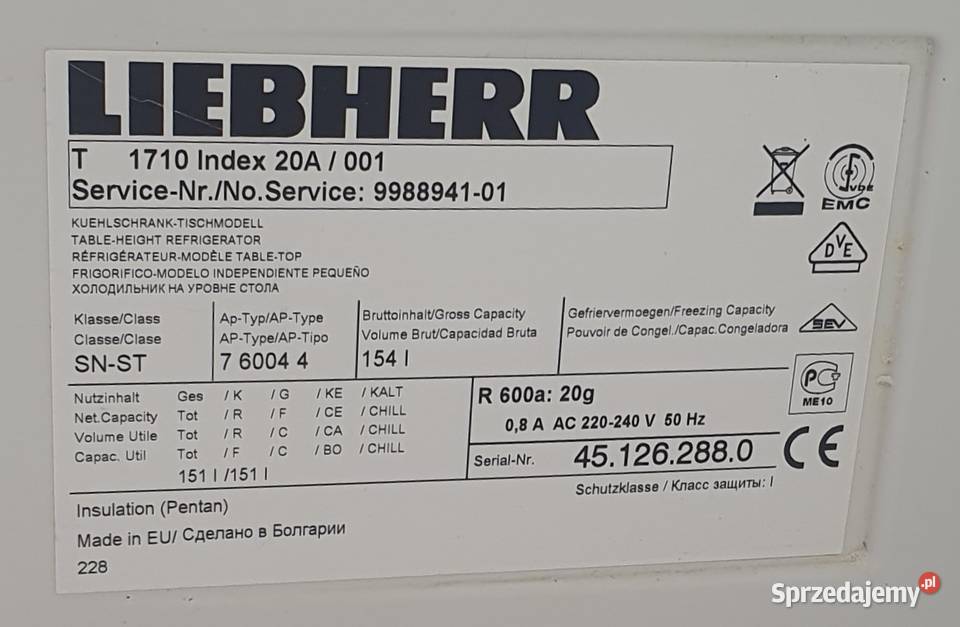 LIEBHERR
T 1710 Index 20A / 001
Service-Nr./No.Service: 9988941-01
VDE
EMC
KUEHLSCHRANK-TISCHMODELL
TABLE-HEIGHT REFRIGERATOR
RÉFRIGÉRATEUR-MODÈLE TABLE-TOP
FRIGORIFICO-MODELO INDEPENDIENTE PEQUEÑO
ХОЛОДИЛЬНИК НА УРОВНЕ СТОЛА
DVE
Klasse/Class
Classe/Clase
SN-ST
Ap-Typ/AP-Type
AP-Type/AP-Tipo
7 6004 4
Bruttoinhalt/Gross Capacity
Volume Brut/Capacidad Bruta
154 l
Gefriervermoegen/Freezing Capacity
Pouvoir de Congel./Capac.Congeladora
SEV
Nutzinhalt Ges / K / G / KE / KALT
Net.Capacity Tot / R / F / CE / CHILL
Volume Utile Tot / R / C / CA / CHILL
Capac. Util Tot / F / C / BO / CHILL
151 l /151 l
R 600a: 20g
0,8 A AC 220-240 V 50 Hz
Serial-Nr. 45.126.288.0
РСТ
ME10
CE
Schutzklasse / Класс защиты: I
Insulation (Pentan)
Made in EU/ Сделано в Болгарии
228
Sprzedajemy.pl